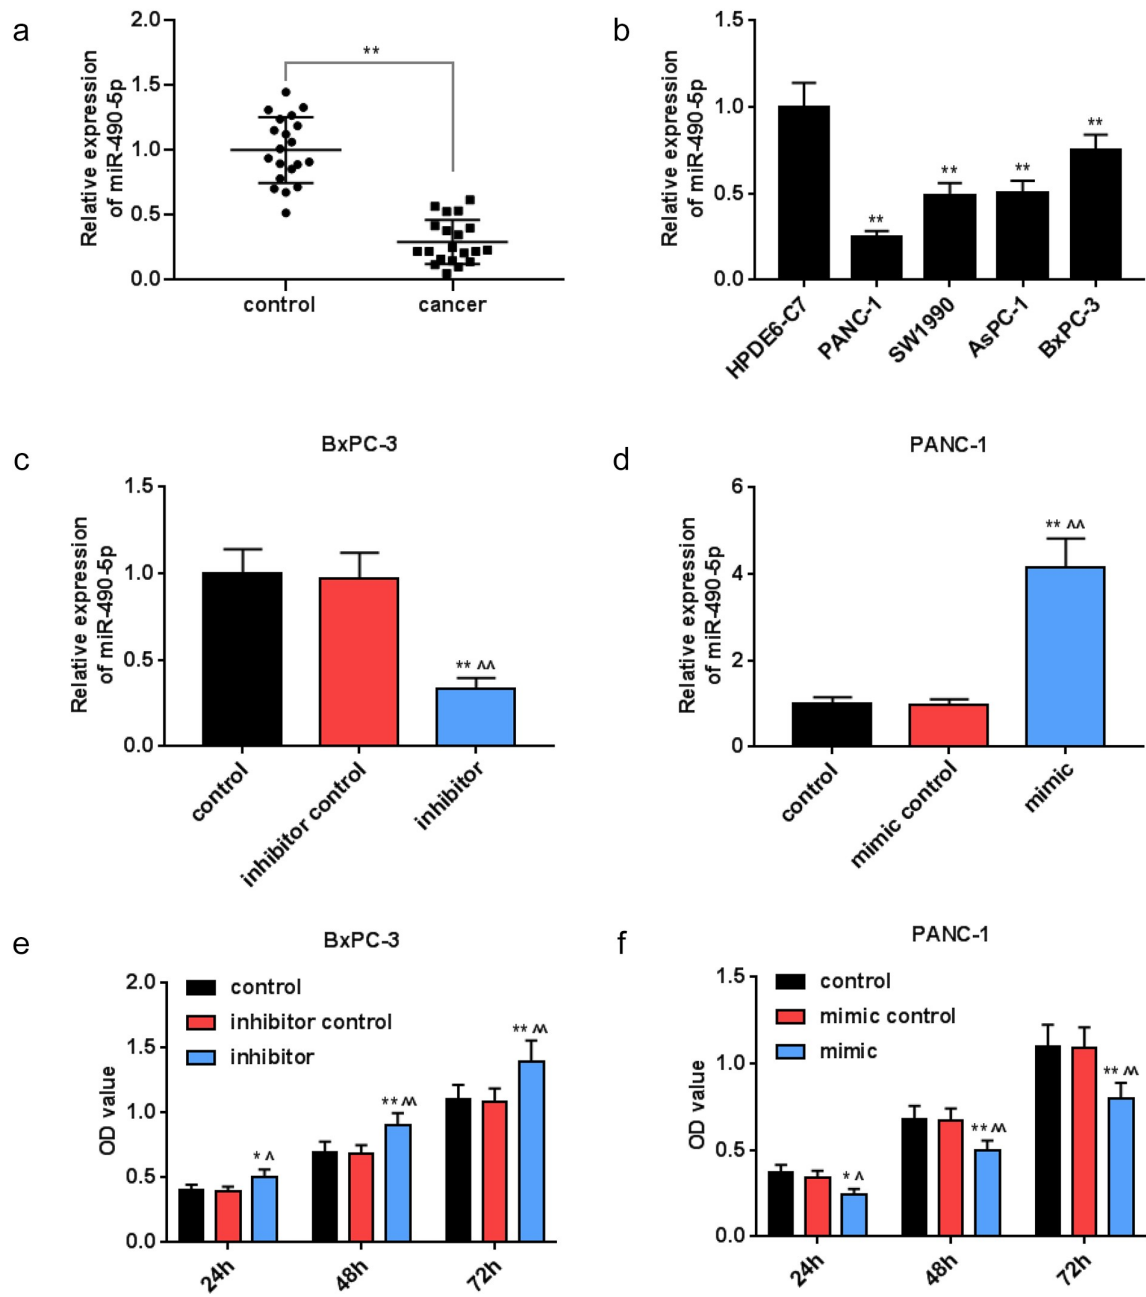 a
Relative expression
of miR-490-5p
2.0
1.5
1.0
0.5
0.0
**
control
cancer
b
Relative expression
of miR-490-5p
1.5
1.0
0.5
0.0
**
**
**
**
HPDE6-C7
PANC-1
SW1990
AsPC-1
BxPC-3
c
BxPC-3
Relative expression
of miR-490-5p
1.5
1.0
0.5
0.0
** ^^
control
inhibitor control
inhibitor
d
PANC-1
Relative expression
of miR-490-5p
6
4
2
0
** ^^
control
mimic control
mimic
e
BxPC-3
OD value
2.0
1.5
1.0
0.5
0.0
control
inhibitor control
inhibitor
* ^
** ^^
** ^^
24h
48h
72h
f
PANC-1
OD value
1.5
1.0
0.5
0.0
control
mimic control
mimic
* ^
** ^^
** ^^
24h
48h
72h